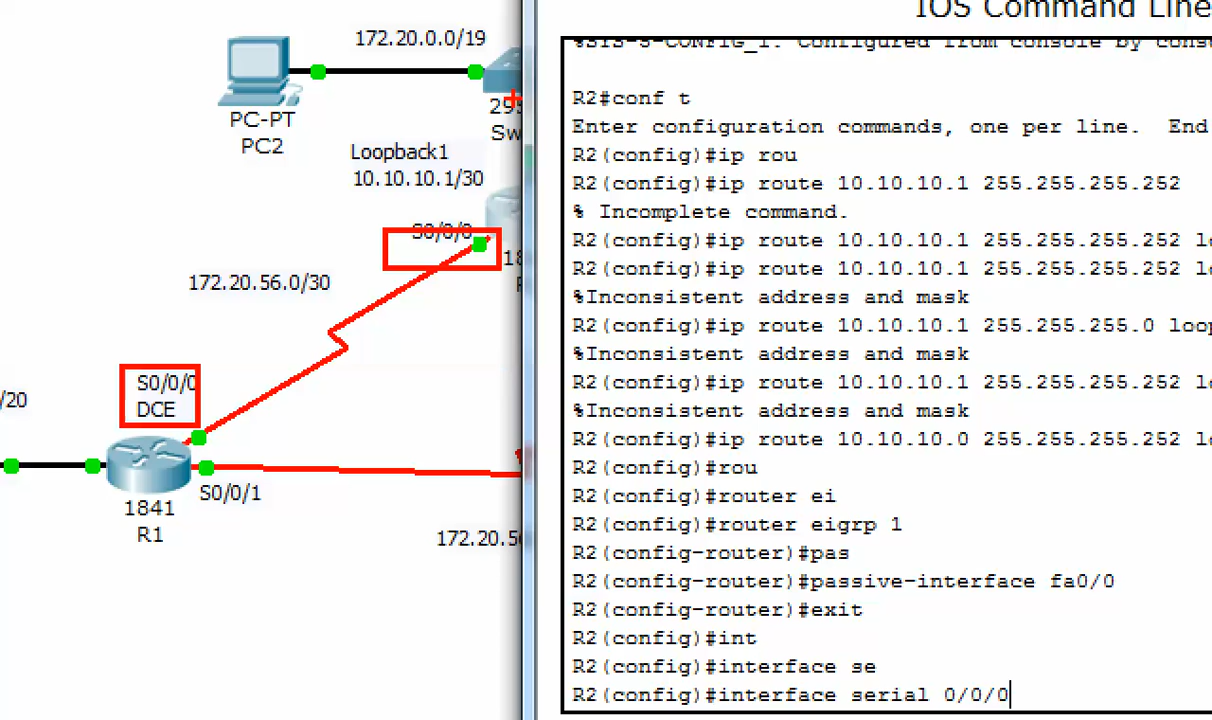 172.20.0.0/19
PC-PT
PC2
Loopback1
10.10.10.1/30
S0/0/0
172.20.56.0/30
S0/0/0
DCE
/20
S0/0/1
1841
R1
IOS Command Line
%SYS-5-CONFIG_I: Configured from console by
R2#conf t
Enter configuration commands, one per line. End
R2(config)#ip rou
R2(config)#ip route 10.10.10.1 255.255.255.252
% Incomplete command.
R2(config)#ip route 10.10.10.1 255.255.255.252
R2(config)#ip route 10.10.10.1 255.255.255.252
%Inconsistent address and mask
R2(config)#ip route 10.10.10.1 255.255.255.0
%Inconsistent address and mask
R2(config)#ip route 10.10.10.1 255.255.255.252
%Inconsistent address and mask
R2(config)#ip route 10.10.10.0 255.255.255.252
R2(config)#rou
R2(config)#router ei
R2(config)#router eigrp 1
R2(config-router)#pas
R2(config-router)#passive-interface fa0/0
R2(config-router)#exit
R2(config)#int
R2(config)#interface se
R2(config)#interface serial 0/0/0